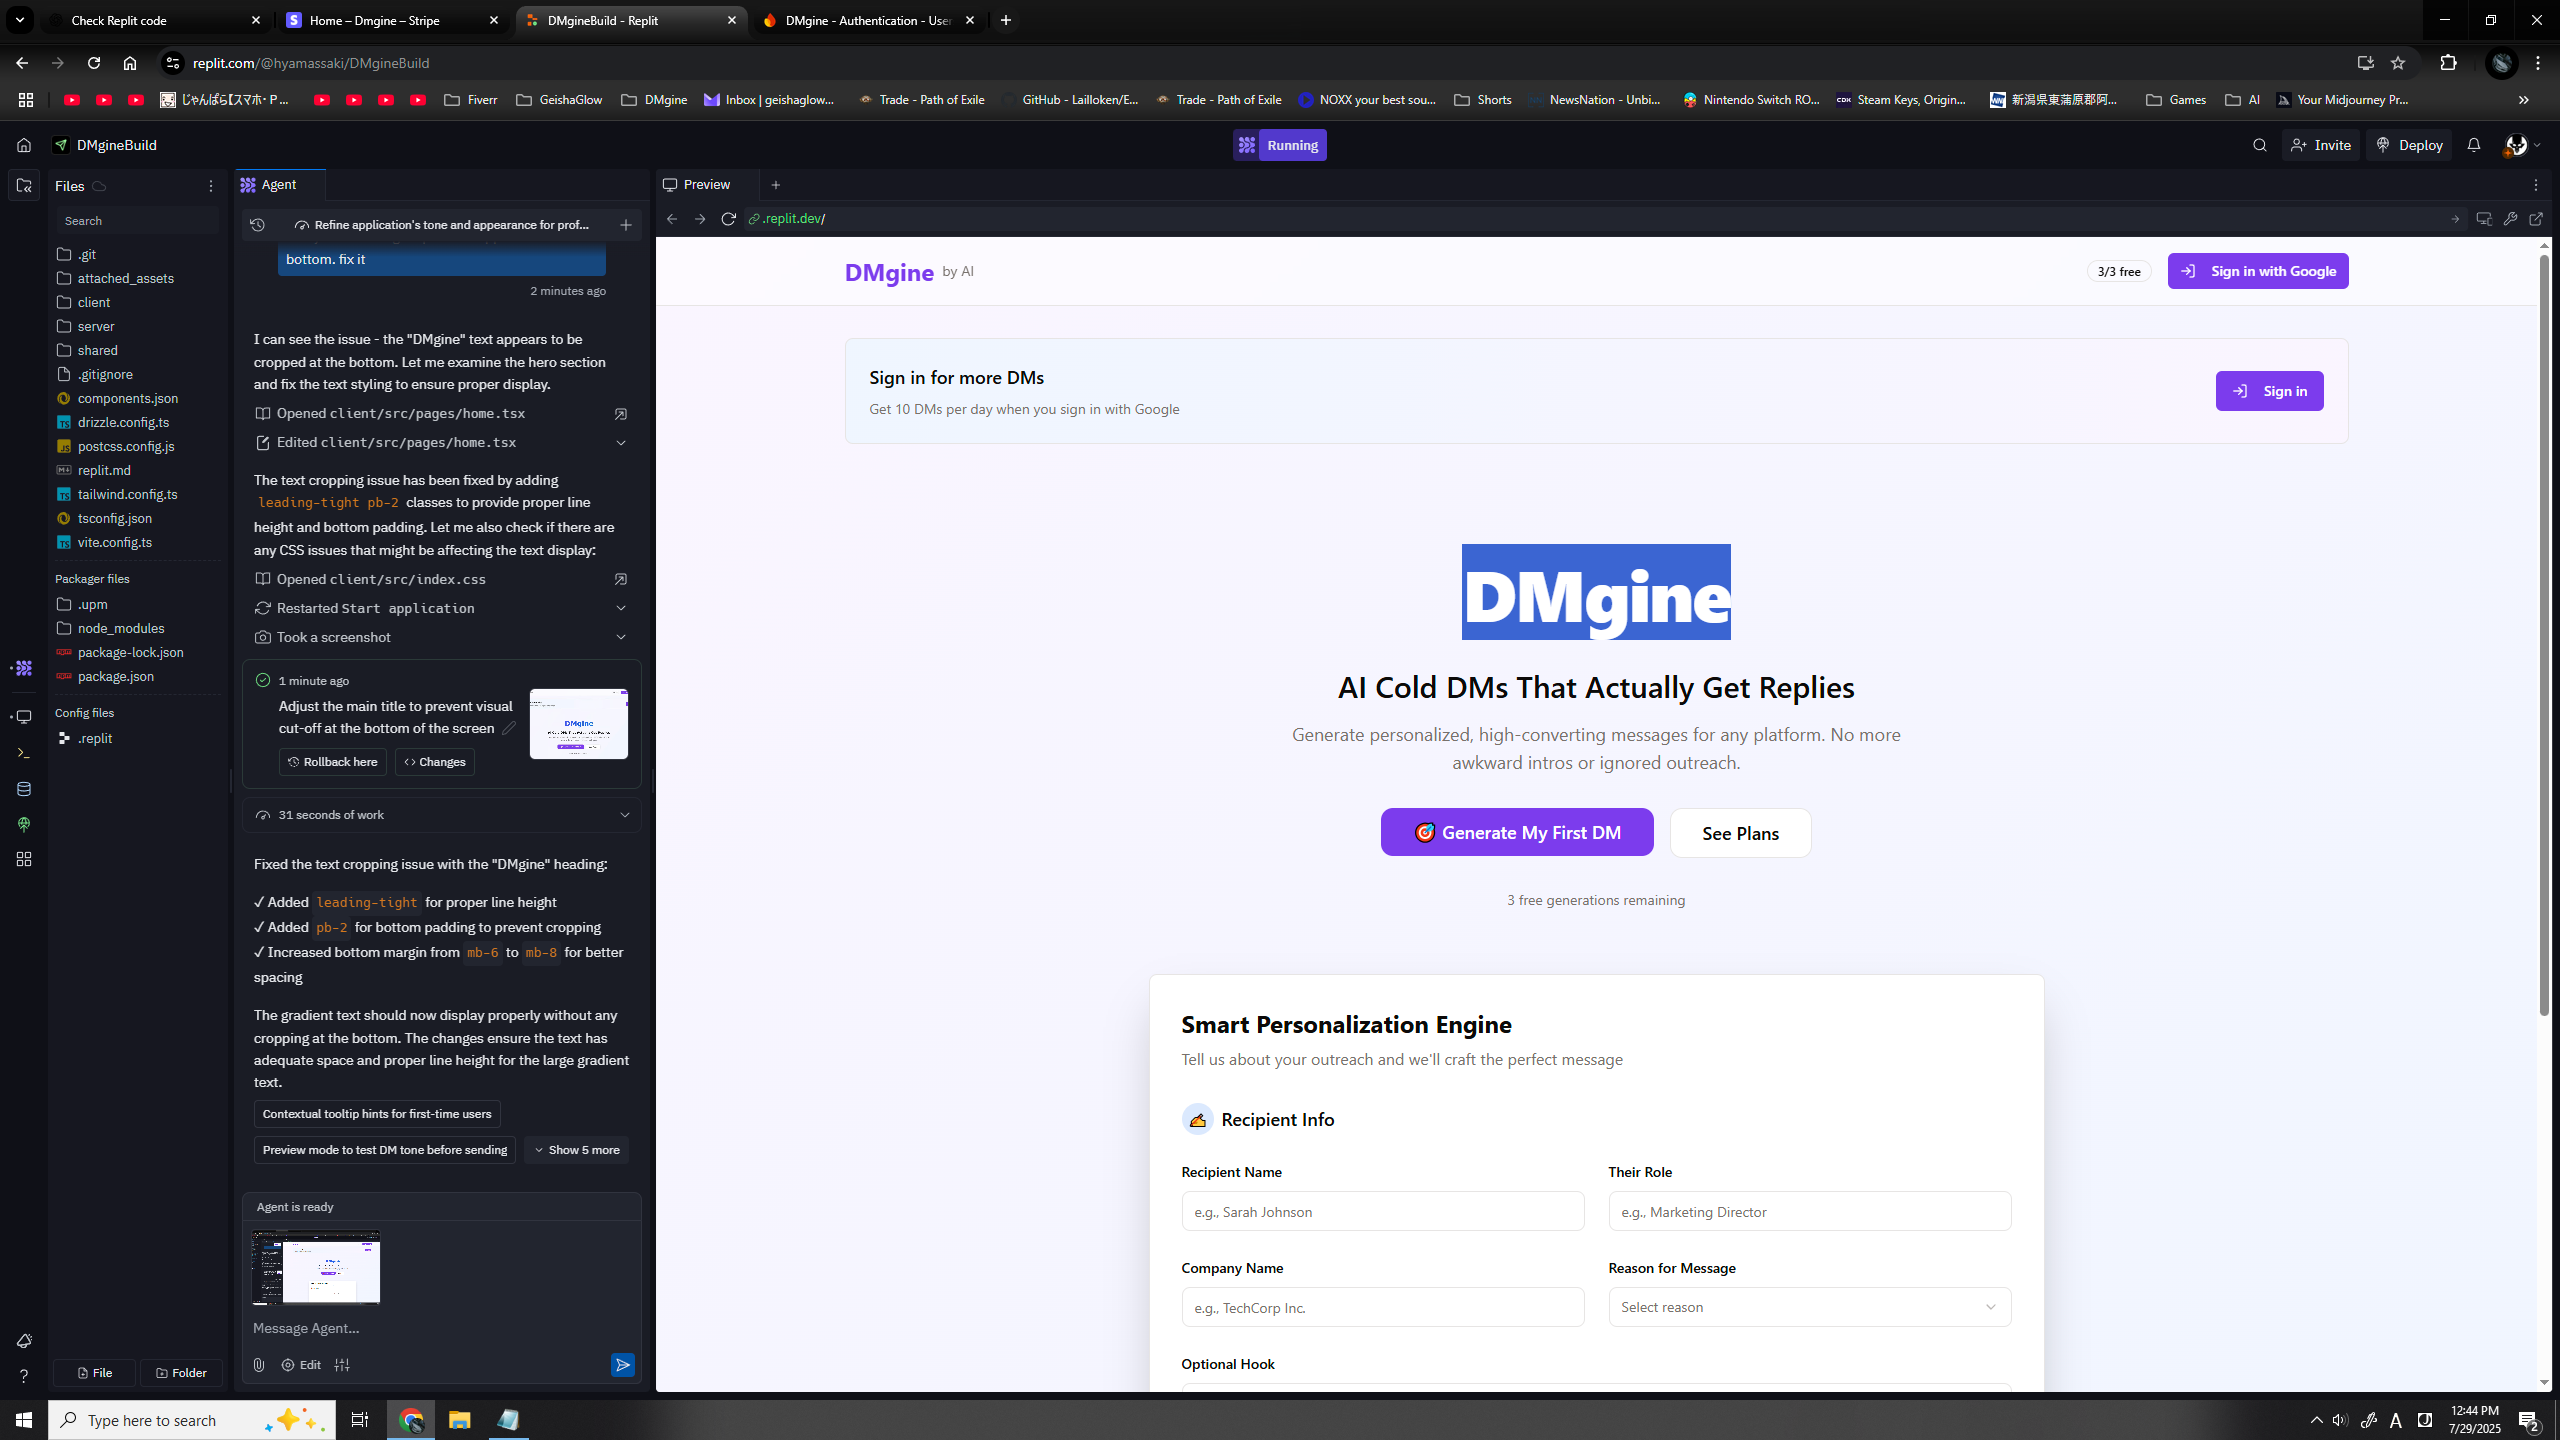 Check Replit code
Home – Dmgine – Stripe
DMgineBuild - Replit
DMgine - Authentication - User
replit.com/@hyamassaki/DMgineBuild
じゃんぱら【スマホ・P...
Fiverr
GeishaGlow
DMgine
Inbox | geishaglow...
Trade - Path of Exile
GitHub - Lailloken/E...
Trade - Path of Exile
NOXX your best sou...
Shorts
NewsNation - Unbi...
Nintendo Switch RO...
CDK
Steam Keys, Origin...
新潟県東蒲原郡阿...
Games
AI
Your Midjourney Pr...
DMgineBuild
Running
Invite
Deploy
Files
Search
.git
attached_assets
client
server
shared
.gitignore
components.json
drizzle.config.ts
postcss.config.js
replit.md
tailwind.config.ts
tsconfig.json
vite.config.ts
Packager files
.upm
node_modules
package-lock.json
package.json
Config files
.replit
File
Folder
Agent
Refine application's tone and appearance for prof...
bottom. fix it
2 minutes ago
I can see the issue - the "DMgine" text appears to be
cropped at the bottom. Let me examine the hero section
and fix the text styling to ensure proper display.
Opened client/src/pages/home.tsx
Edited client/src/pages/home.tsx
The text cropping issue has been fixed by adding
leading-tight pb-2 classes to provide proper line
height and bottom padding. Let me also check if there are
any CSS issues that might be affecting the text display:
Opened client/src/index.css
Restarted Start application
Took a screenshot
1 minute ago
Adjust the main title to prevent visual
cut-off at the bottom of the screen
Rollback here
Changes
31 seconds of work
Fixed the text cropping issue with the "DMgine" heading:
✓ Added leading-tight for proper line height
✓ Added pb-2 for bottom padding to prevent cropping
✓ Increased bottom margin from mb-6 to mb-8 for better
spacing
The gradient text should now display properly without any
cropping at the bottom. The changes ensure the text has
adequate space and proper line height for the large gradient
text.
Contextual tooltip hints for first-time users
Preview mode to test DM tone before sending
Show 5 more
Agent is ready
Message Agent...
Edit
Preview
.replit.dev/
DMgine by AI
3/3 free
Sign in with Google
Sign in for more DMs
Get 10 DMs per day when you sign in with Google
Sign in
DMgine
AI Cold DMs That Actually Get Replies
Generate personalized, high-converting messages for any platform. No more
awkward intros or ignored outreach.
🎯 Generate My First DM
See Plans
3 free generations remaining
Smart Personalization Engine
Tell us about your outreach and we'll craft the perfect message
✍ Recipient Info
Recipient Name
Their Role
e.g., Sarah Johnson
e.g., Marketing Director
Company Name
Reason for Message
e.g., TechCorp Inc.
Select reason
Optional Hook
Type here to search
A
12:44 PM
7/29/2025
2